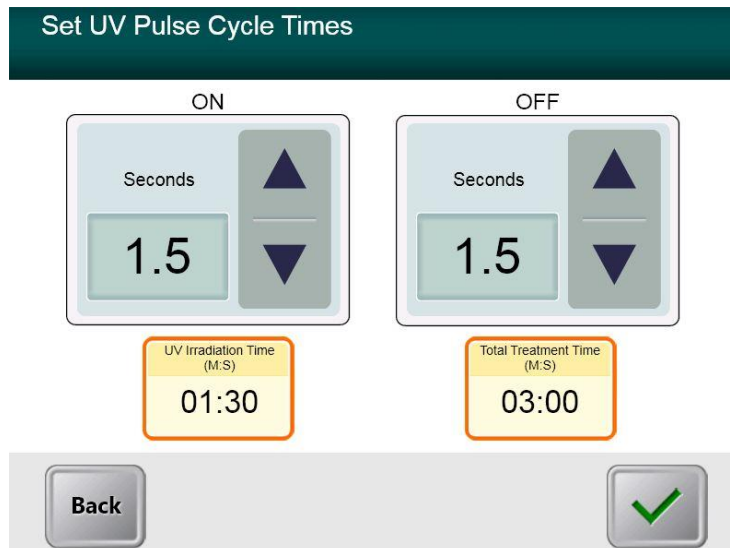 Set UV Pulse Cycle Times
ON
OFF
Seconds
1.5
Seconds
1.5
UV Irradiation Time
(M:S)
01:30
Total Treatment Time
(M:S)
03:00
Back